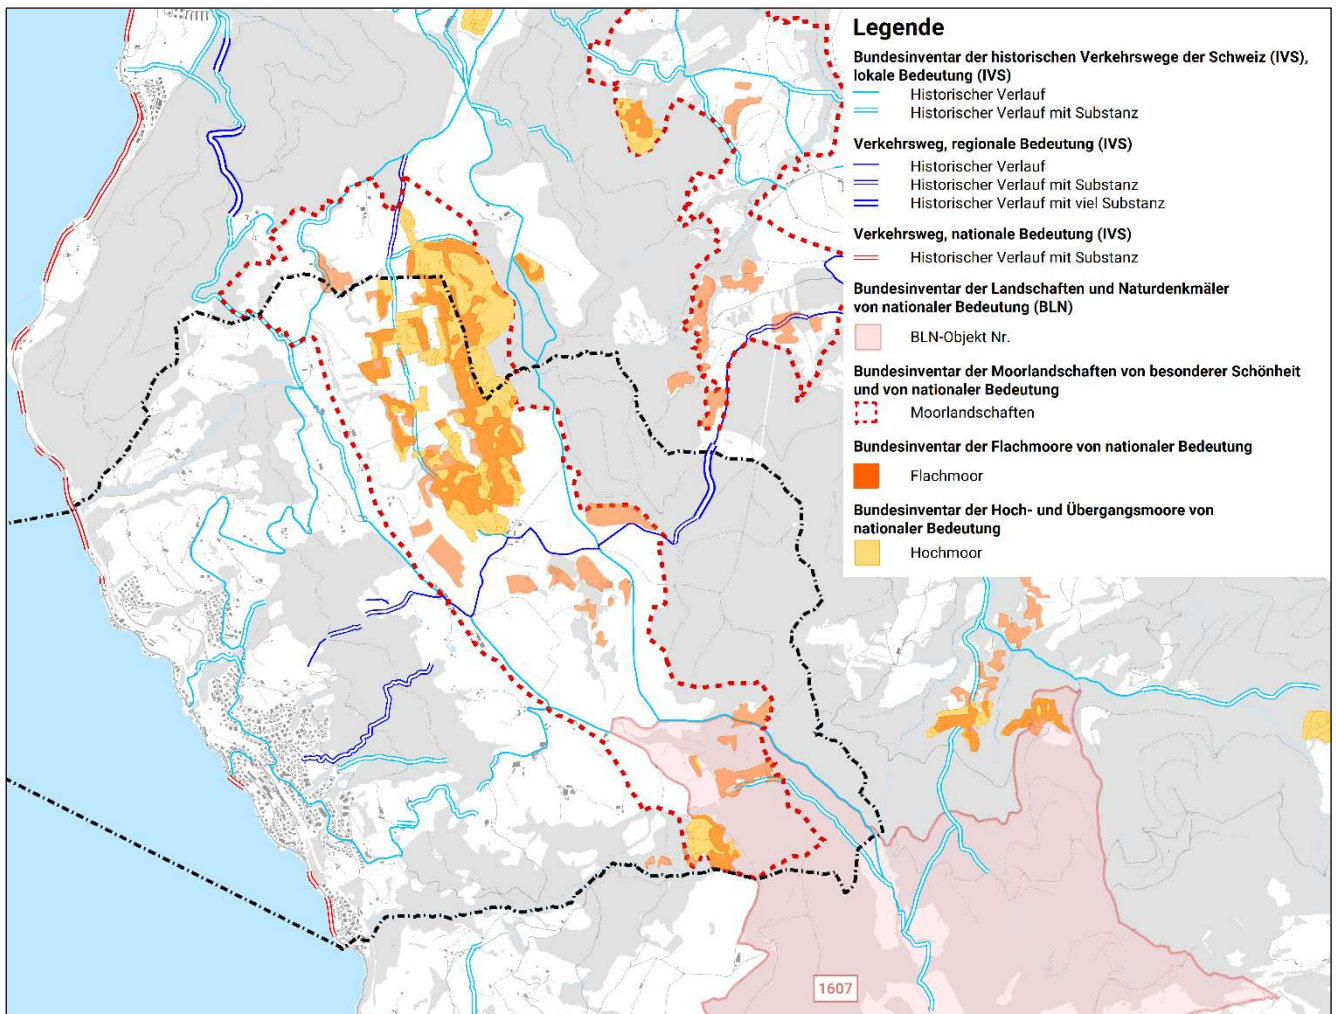 Legende
Bundesinventar der historischen Verkehrswege der Schweiz (IVS),
lokale Bedeutung (IVS)
Historischer Verlauf
Historischer Verlauf mit Substanz
Verkehrsweg, regionale Bedeutung (IVS)
Historischer Verlauf
Historischer Verlauf mit Substanz
Historischer Verlauf mit viel Substanz
Verkehrsweg, nationale Bedeutung (IVS)
Historischer Verlauf mit Substanz
Bundesinventar der Landschaften und Naturdenkmäler
von nationaler Bedeutung (BLN)
BLN-Objekt Nr.
Bundesinventar der Moorlandschaften von besonderer Schönheit
und von nationaler Bedeutung
Moorlandschaften
Bundesinventar der Flachmoore von nationaler Bedeutung
Flachmoor
Bundesinventar der Hoch- und Übergangsmoore von
nationaler Bedeutung
Hochmoor
1607